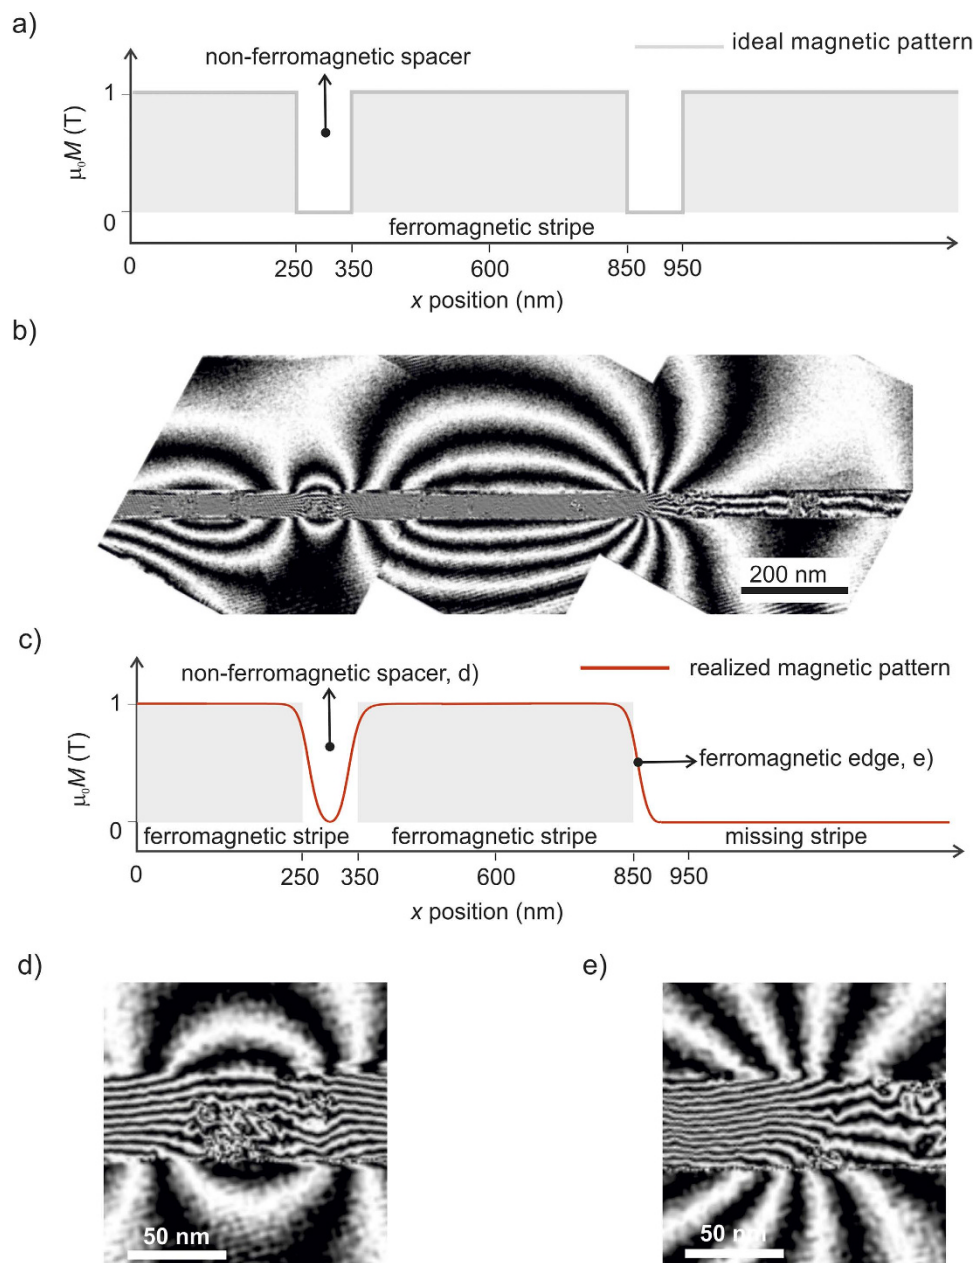 a)
ideal magnetic pattern
non-ferromagnetic spacer
1
μ₀M (T)
0
ferromagnetic stripe
0
250
350
600
850
950
x position (nm)
b)
200 nm
c)
non-ferromagnetic spacer, d)
realized magnetic pattern
1
μ₀M (T)
ferromagnetic edge, e)
0
ferromagnetic stripe
ferromagnetic stripe
missing stripe
0
250
350
600
850
950
x position (nm)
d)
e)
50 nm
50 nm